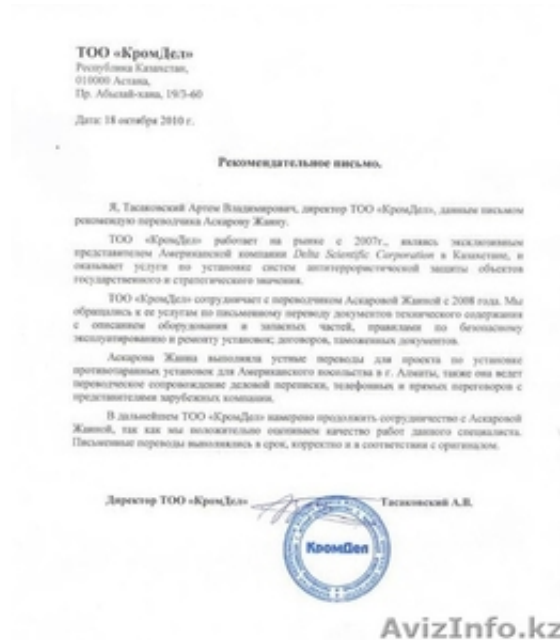 ТОО «КромДел»
Республика Казахстан,
010000 Астана,
Пр. Абылай-хана, 19/3-60
Дата: 18 октября 2010 г.
Рекомендательное письмо.
Я, Тасаковский Артем Владимирович, директор ТОО «КромДел», данным письмом
рекомендую переводчика Аскарову Жанну.
ТОО «КромДел» работает на рынке с 2007г., являясь эксклюзивным
представителем Американской компании Delta Scientific Corporation в Казахстане, и
оказывает услуги по установке систем антитеррористической защиты объектов
государственного и стратегического значения.
ТОО «КромДел» сотрудничает с переводчиком Аскаровой Жанной с 2008 года. Мы
обращались к ее услугам по письменному переводу документов технического содержания
с описанием оборудования и запасных частей, правилами по безопасному
эксплуатированию и ремонту установок; договоров, таможенных документов.
Аскарова Жанна выполняла устные переводы для проекта по установке
противотаранных установок для Американского посольства в г. Алматы, также она ведет
переводческое сопровождение деловой переписки, телефонных и прямых переговоров с
представителями зарубежных компании.
В дальнейшем ТОО «КромДел» намерено продолжить сотрудничество с Аскаровой
Жанной, так как мы положительно оцениваем качество работ данного специалиста.
Письменные переводы выполнялись в срок, корректно и в соответствии с оригиналом.
Директор ТОО «КромДел» Тасаковский А.В.
КромДел
AvizInfo.kz